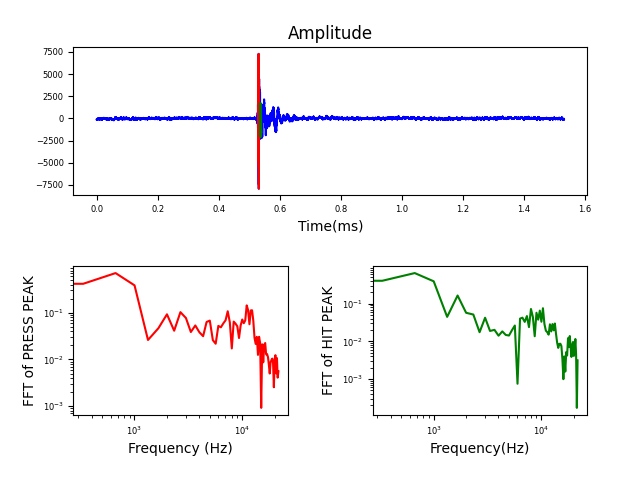 Amplitude
7500
5000
2500
0
−2500
−5000
−7500
0.0 0.2 0.4 0.6 0.8 1.0 1.2 1.4 1.6
Time(ms)
FFT of PRESS PEAK
10⁻¹
10⁻²
10⁻³
10³ 10⁴
Frequency (Hz)
FFT of HIT PEAK
10⁻¹
10⁻²
10⁻³
10³ 10⁴
Frequency(Hz)